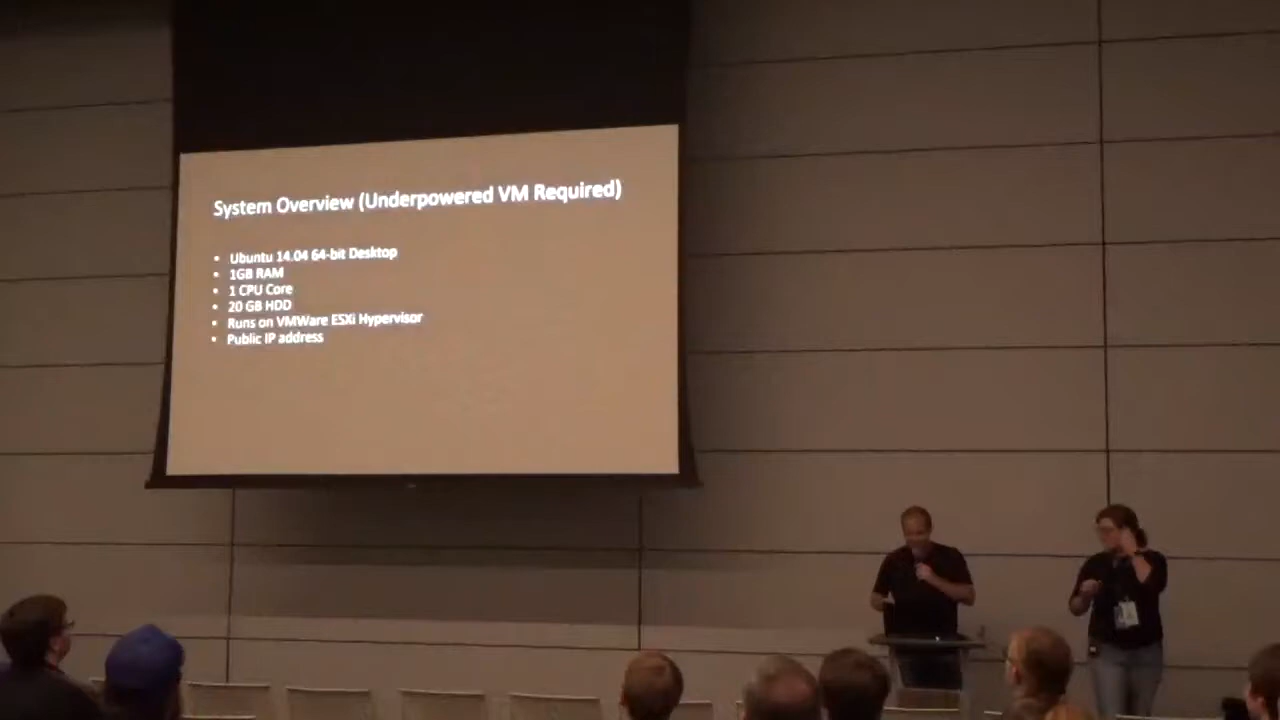 System Overview (Underpowered VM Required)
• Ubuntu 14.04 64-bit Desktop
• 1GB RAM
• 1 CPU Core
• 20 GB HDD
• Runs on VMWare ESXi Hypervisor
• Public IP address